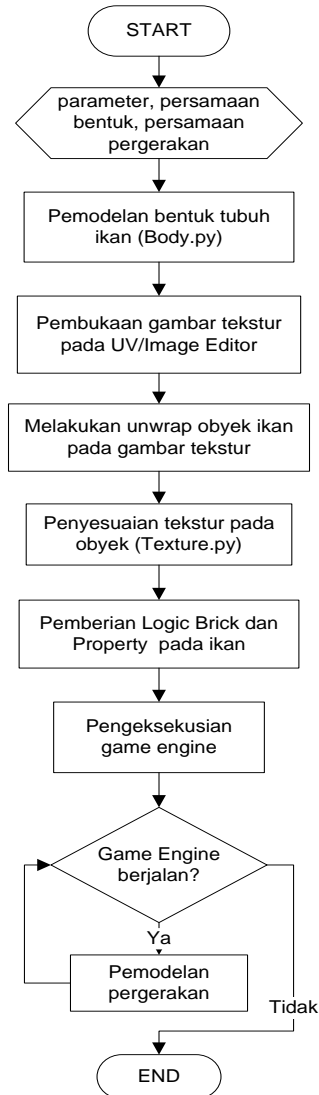 START
parameter, persamaan
bentuk, persamaan
pergerakan
Pemodelan bentuk tubuh
ikan (Body.py)
Pembukaan gambar tekstur
pada UV/Image Editor
Melakukan unwrap obyek ikan
pada gambar tekstur
Penyesuaian tekstur pada
obyek (Texture.py)
Pemberian Logic Brick dan
Property pada ikan
Pengeksekusian
game engine
Game Engine
berjalan?
Ya
Pemodelan
pergerakan
Tidak
END